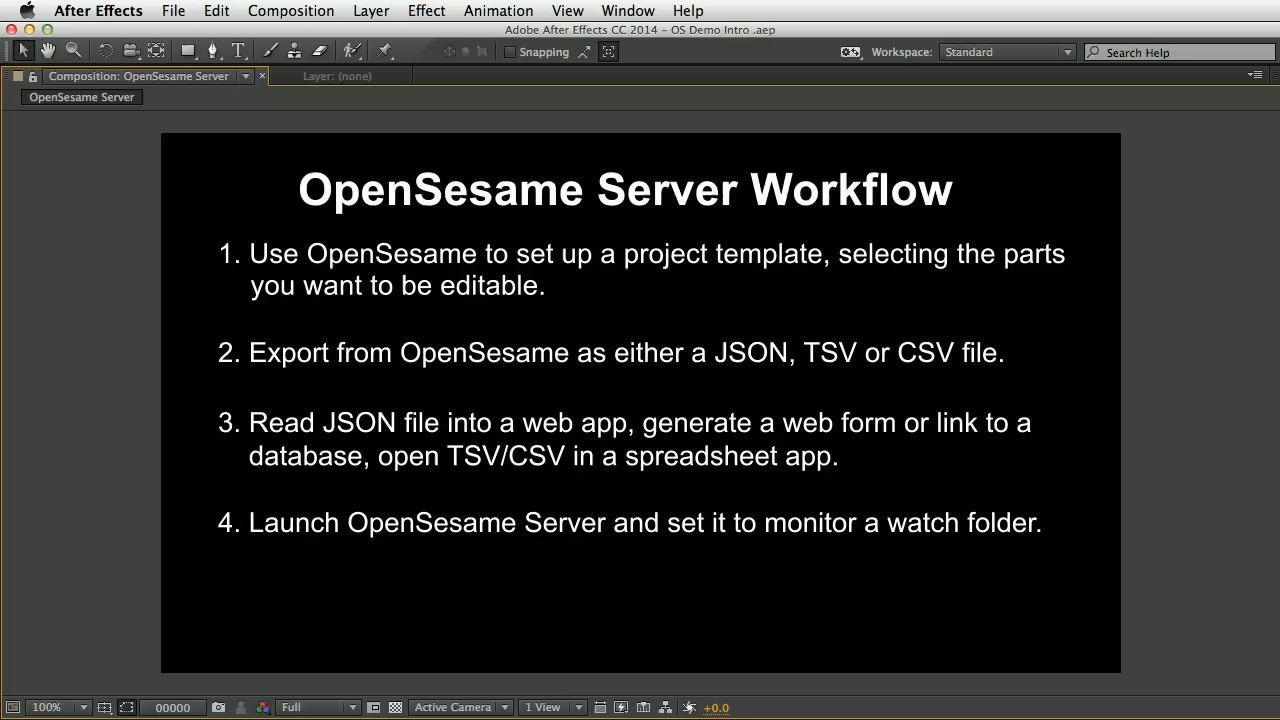 After Effects File Edit Composition Layer Effect Animation View Window Help
Adobe After Effects CC 2014 - OS Demo Intro .aep
T Snapping Workspace: Standard Search Help
Composition: OpenSesame Server Layer: (none)
OpenSesame Server
OpenSesame Server Workflow
1. Use OpenSesame to set up a project template, selecting the parts
you want to be editable.
2. Export from OpenSesame as either a JSON, TSV or CSV file.
3. Read JSON file into a web app, generate a web form or link to a
database, open TSV/CSV in a spreadsheet app.
4. Launch OpenSesame Server and set it to monitor a watch folder.
100% 00000 Full Active Camera 1 View +0.0